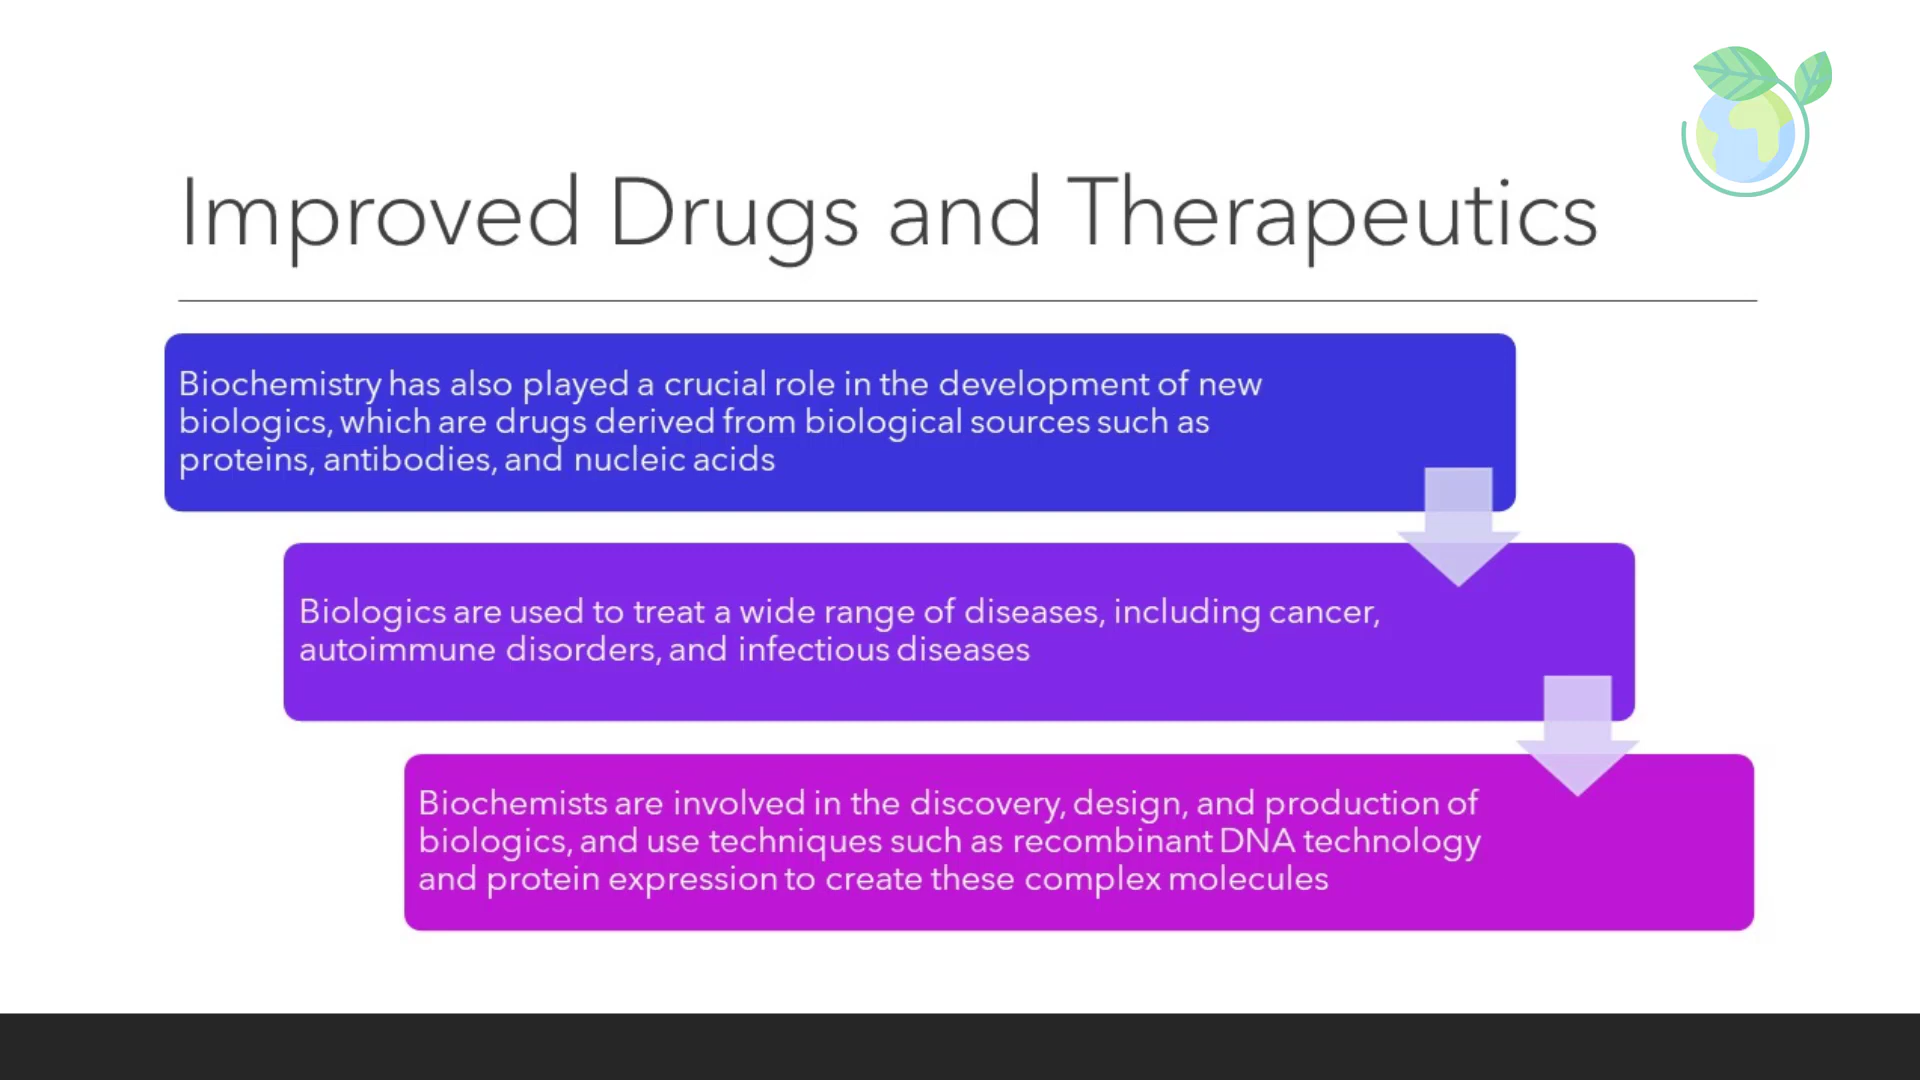 Improved Drugs and Therapeutics
Biochemistry has also played a crucial role in the development of new
biologics, which are drugs derived from biological sources such as
proteins, antibodies, and nucleic acids
Biologics are used to treat a wide range of diseases, including cancer,
autoimmune disorders, and infectious diseases
Biochemists are involved in the discovery, design, and production of
biologics, and use techniques such as recombinant DNA technology
and protein expression to create these complex molecules